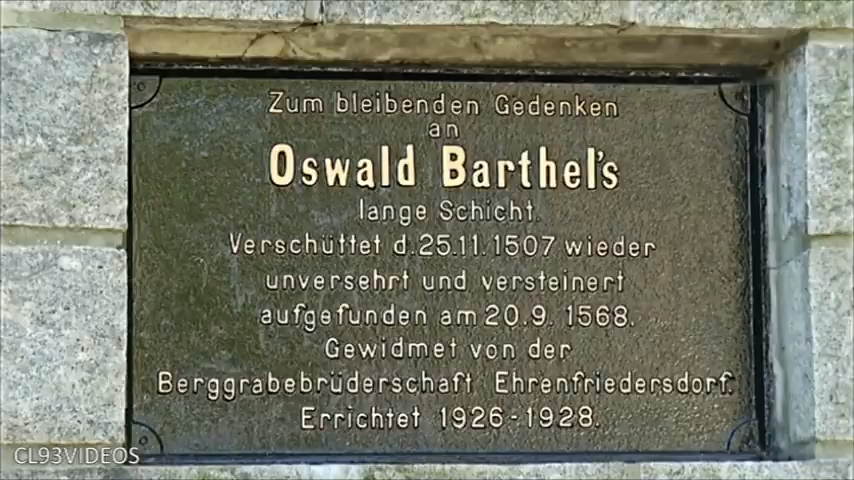 Zum bleibenden Gedenken
an
Oswald Barthel's
lange Schicht.
Verschüttet d. 25.11.1507 wieder
unversehrt und versteinert
aufgefunden am 20.9. 1568.
Gewidmet von der
Berggrabebrüderschaft Ehrenfriedersdorf.
Errichtet 1926-1928.
CL93VIDEOS